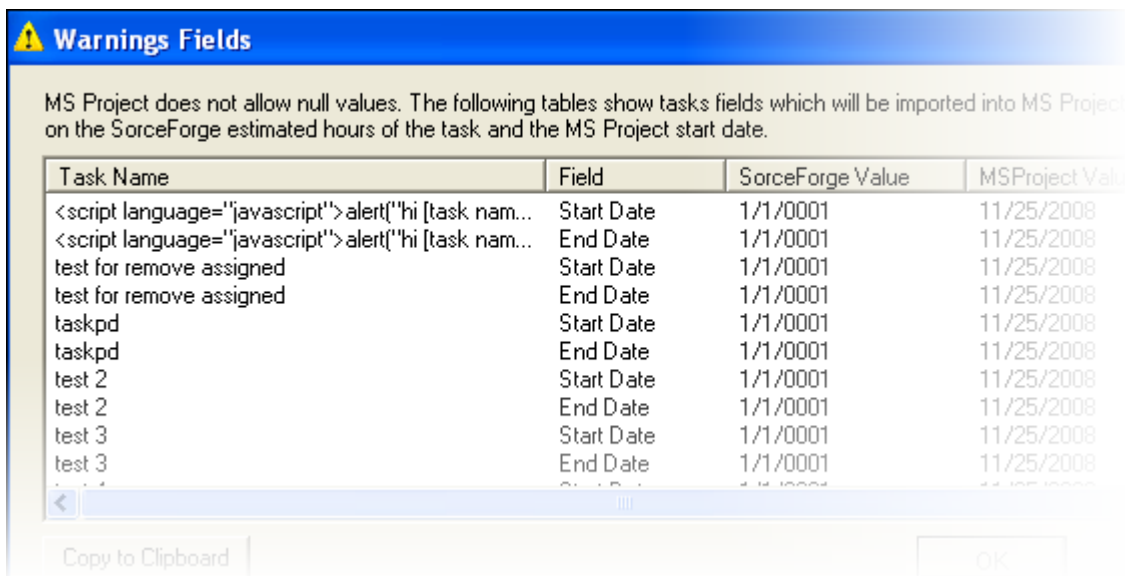 Warnings Fields
MS Project does not allow null values. The following tables show tasks fields which will be imported into MS Project
on the SorceForge estimated hours of the task and the MS Project start date.
Task Name Field SorceForge Value MSProject Valu
<script language="javascript">alert("hi [task nam... Start Date 1/1/0001 11/25/2008
<script language="javascript">alert("hi [task nam... End Date 1/1/0001 11/25/2008
test for remove assigned Start Date 1/1/0001 11/25/2008
test for remove assigned End Date 1/1/0001 11/25/2008
taskpd Start Date 1/1/0001 11/25/2008
taskpd End Date 1/1/0001 11/25/2008
test 2 Start Date 1/1/0001 11/25/2008
test 2 End Date 1/1/0001 11/25/2008
test 3 Start Date 1/1/0001 11/25/2008
test 3 End Date 1/1/0001 11/25/2008
Copy to Clipboard OK